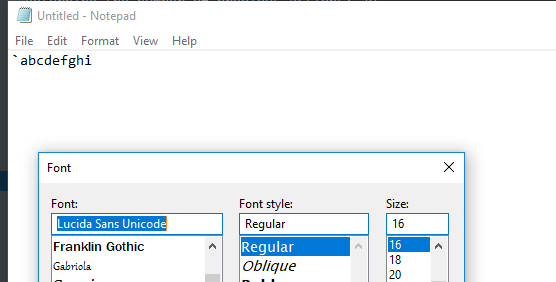 Untitled - Notepad
File Edit Format View Help
`abcdefghi
Font
Font: Font style: Size:
Lucida Sans Unicode Regular 16
Franklin Gothic Regular 16
Gabriola Oblique 18
20